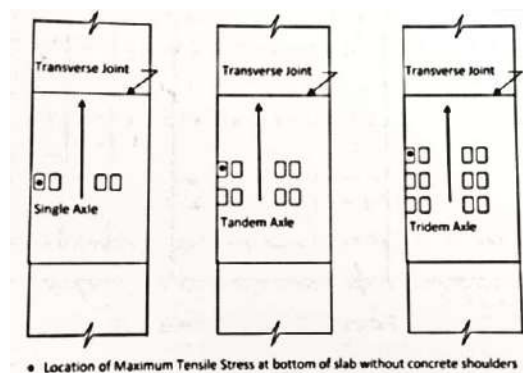 Transverse Joint
Transverse Joint
Transverse Joint
Single Axle
Tandem Axle
Tridem Axle
• Location of Maximum Tensile Stress at bottom of slab without concrete shoulders